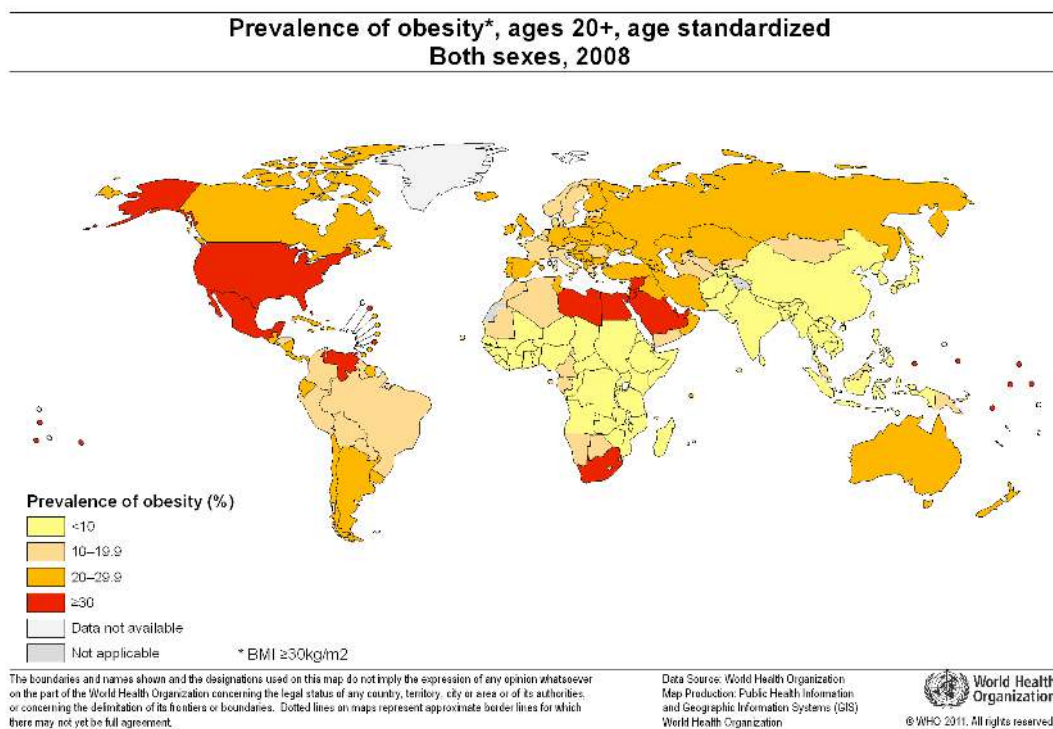 Prevalence of obesity*, ages 20+, age standardized
Both sexes, 2008
Prevalence of obesity (%)
<10
10–19.9
20–29.9
≥30
Data not available
Not applicable
* BMI ≥30kg/m2
The boundaries and names shown and the designations used on this map do not imply the expression of any opinion whatsoever
on the part of the World Health Organization concerning the legal status of any country, territory, city or area or of its authorities,
or concerning the delimitation of its frontiers or boundaries. Dotted lines on maps represent approximate border lines for which
there may not yet be full agreement.
Data Source: World Health Organization
Map Production: Public Health Information
and Geographic Information Systems (GIS)
World Health Organization
World Health
Organization
© WHO 2011. All rights reserved